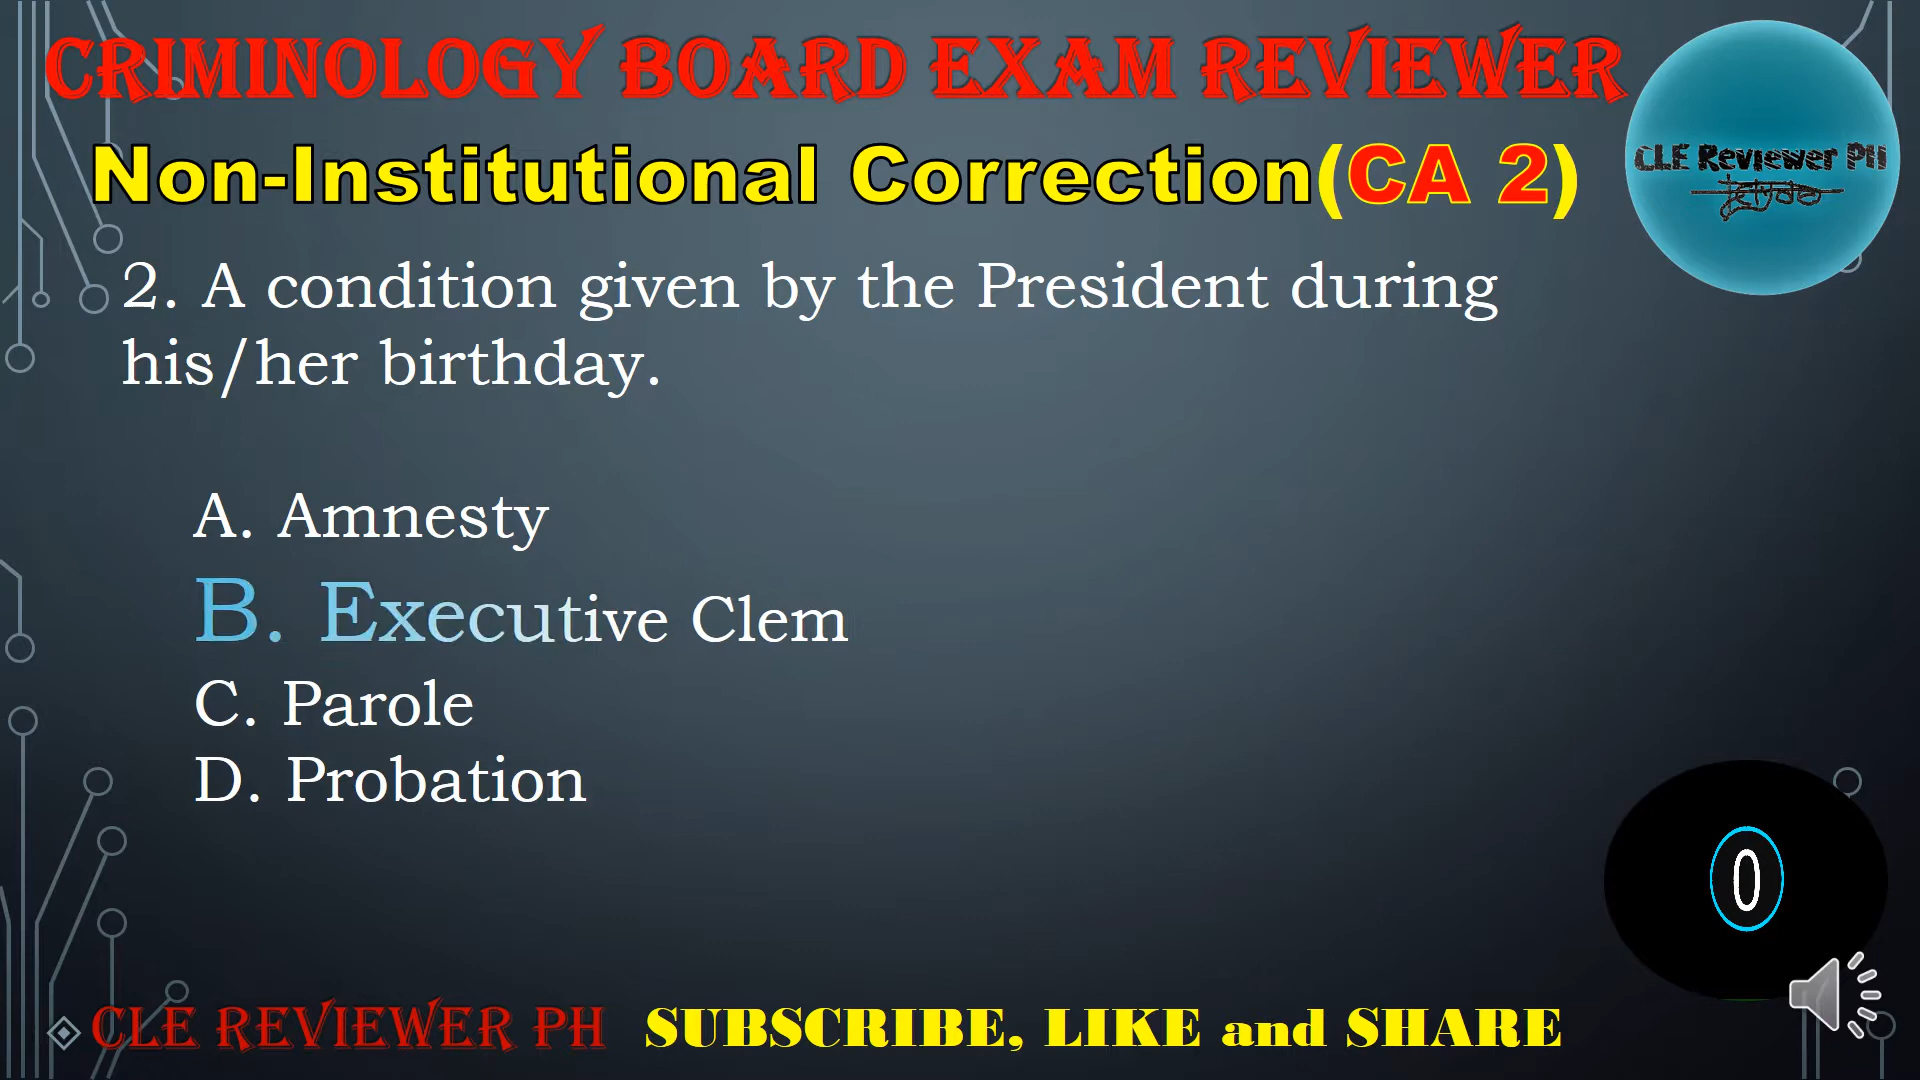 CRIMINOLOGY BOARD EXAM REVIEWER
Non-Institutional Correction(CA 2)
CLE Reviewer PH
2. A condition given by the President during
his/her birthday.
A. Amnesty
B. Executive Clem
C. Parole
D. Probation
0
CLE REVIEWER PH SUBSCRIBE, LIKE and SHARE